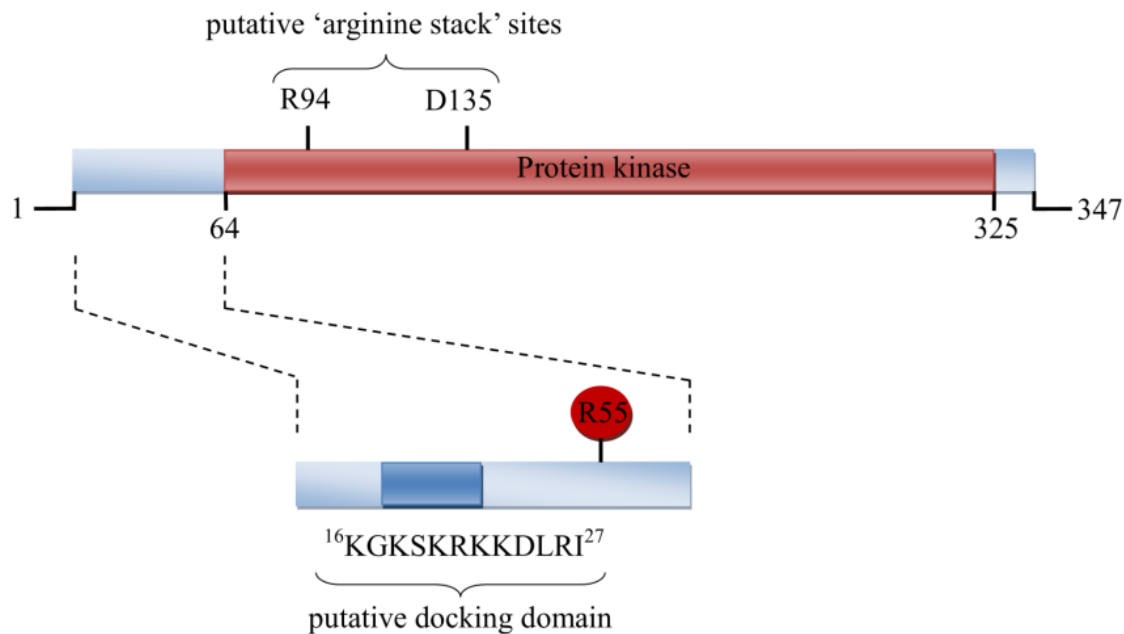 putative ‘arginine stack’ sites
R94 D135
Protein kinase
1 347
64 325
R55
¹⁶KGKSKRKKDLRI²⁷
putative docking domain